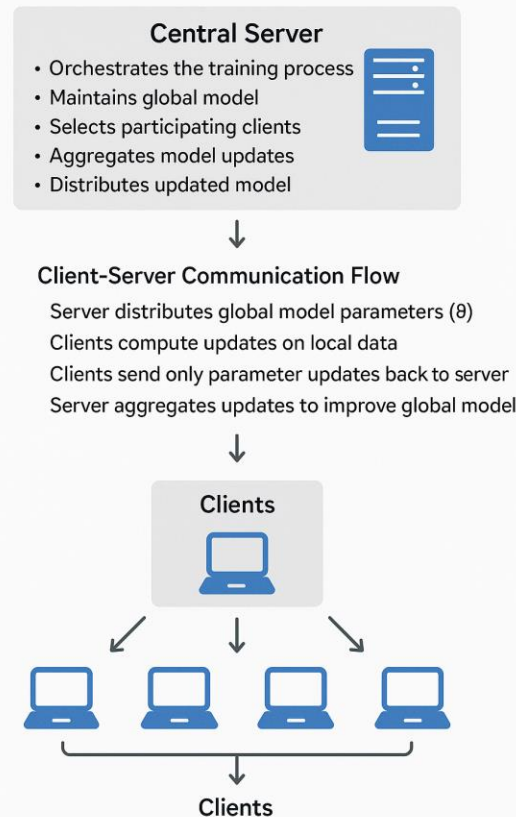 Central Server
• Orchestrates the training process
• Maintains global model
• Selects participating clients
• Aggregates model updates
• Distributes updated model
Client-Server Communication Flow
Server distributes global model parameters (θ)
Clients compute updates on local data
Clients send only parameter updates back to server
Server aggregates updates to improve global model
Clients
Clients